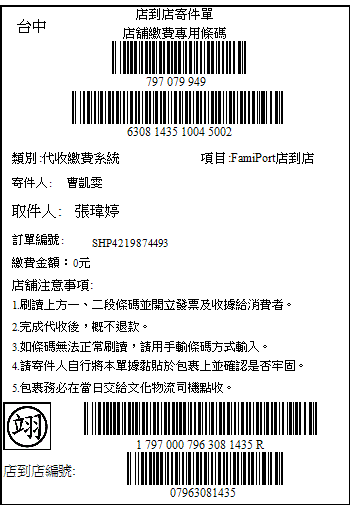 台中
店到店寄件單
店舖繳費專用條碼
797 079 949
6308 1435 1004 5002
類別:代收繳費系統 項目:FamiPort店到店
寄件人: 曹凱雯
取件人: 張瑋婷
訂單編號: SHP4219874493
繳費金額：0元
店舖注意事項:
1.刷讀上方一、二段條碼並開立發票及收據給消費者。
2.完成代收後，概不退款。
3.如條碼無法正常刷讀，請用手輸條碼方式輸入。
4.請寄件人自行將本單據黏貼於包裹上並確認是否牢固。
5.包裹務必在當日交給文化物流司機點收。
翊
1 797 000 796 308 1435 R
店到店編號:
07963081435